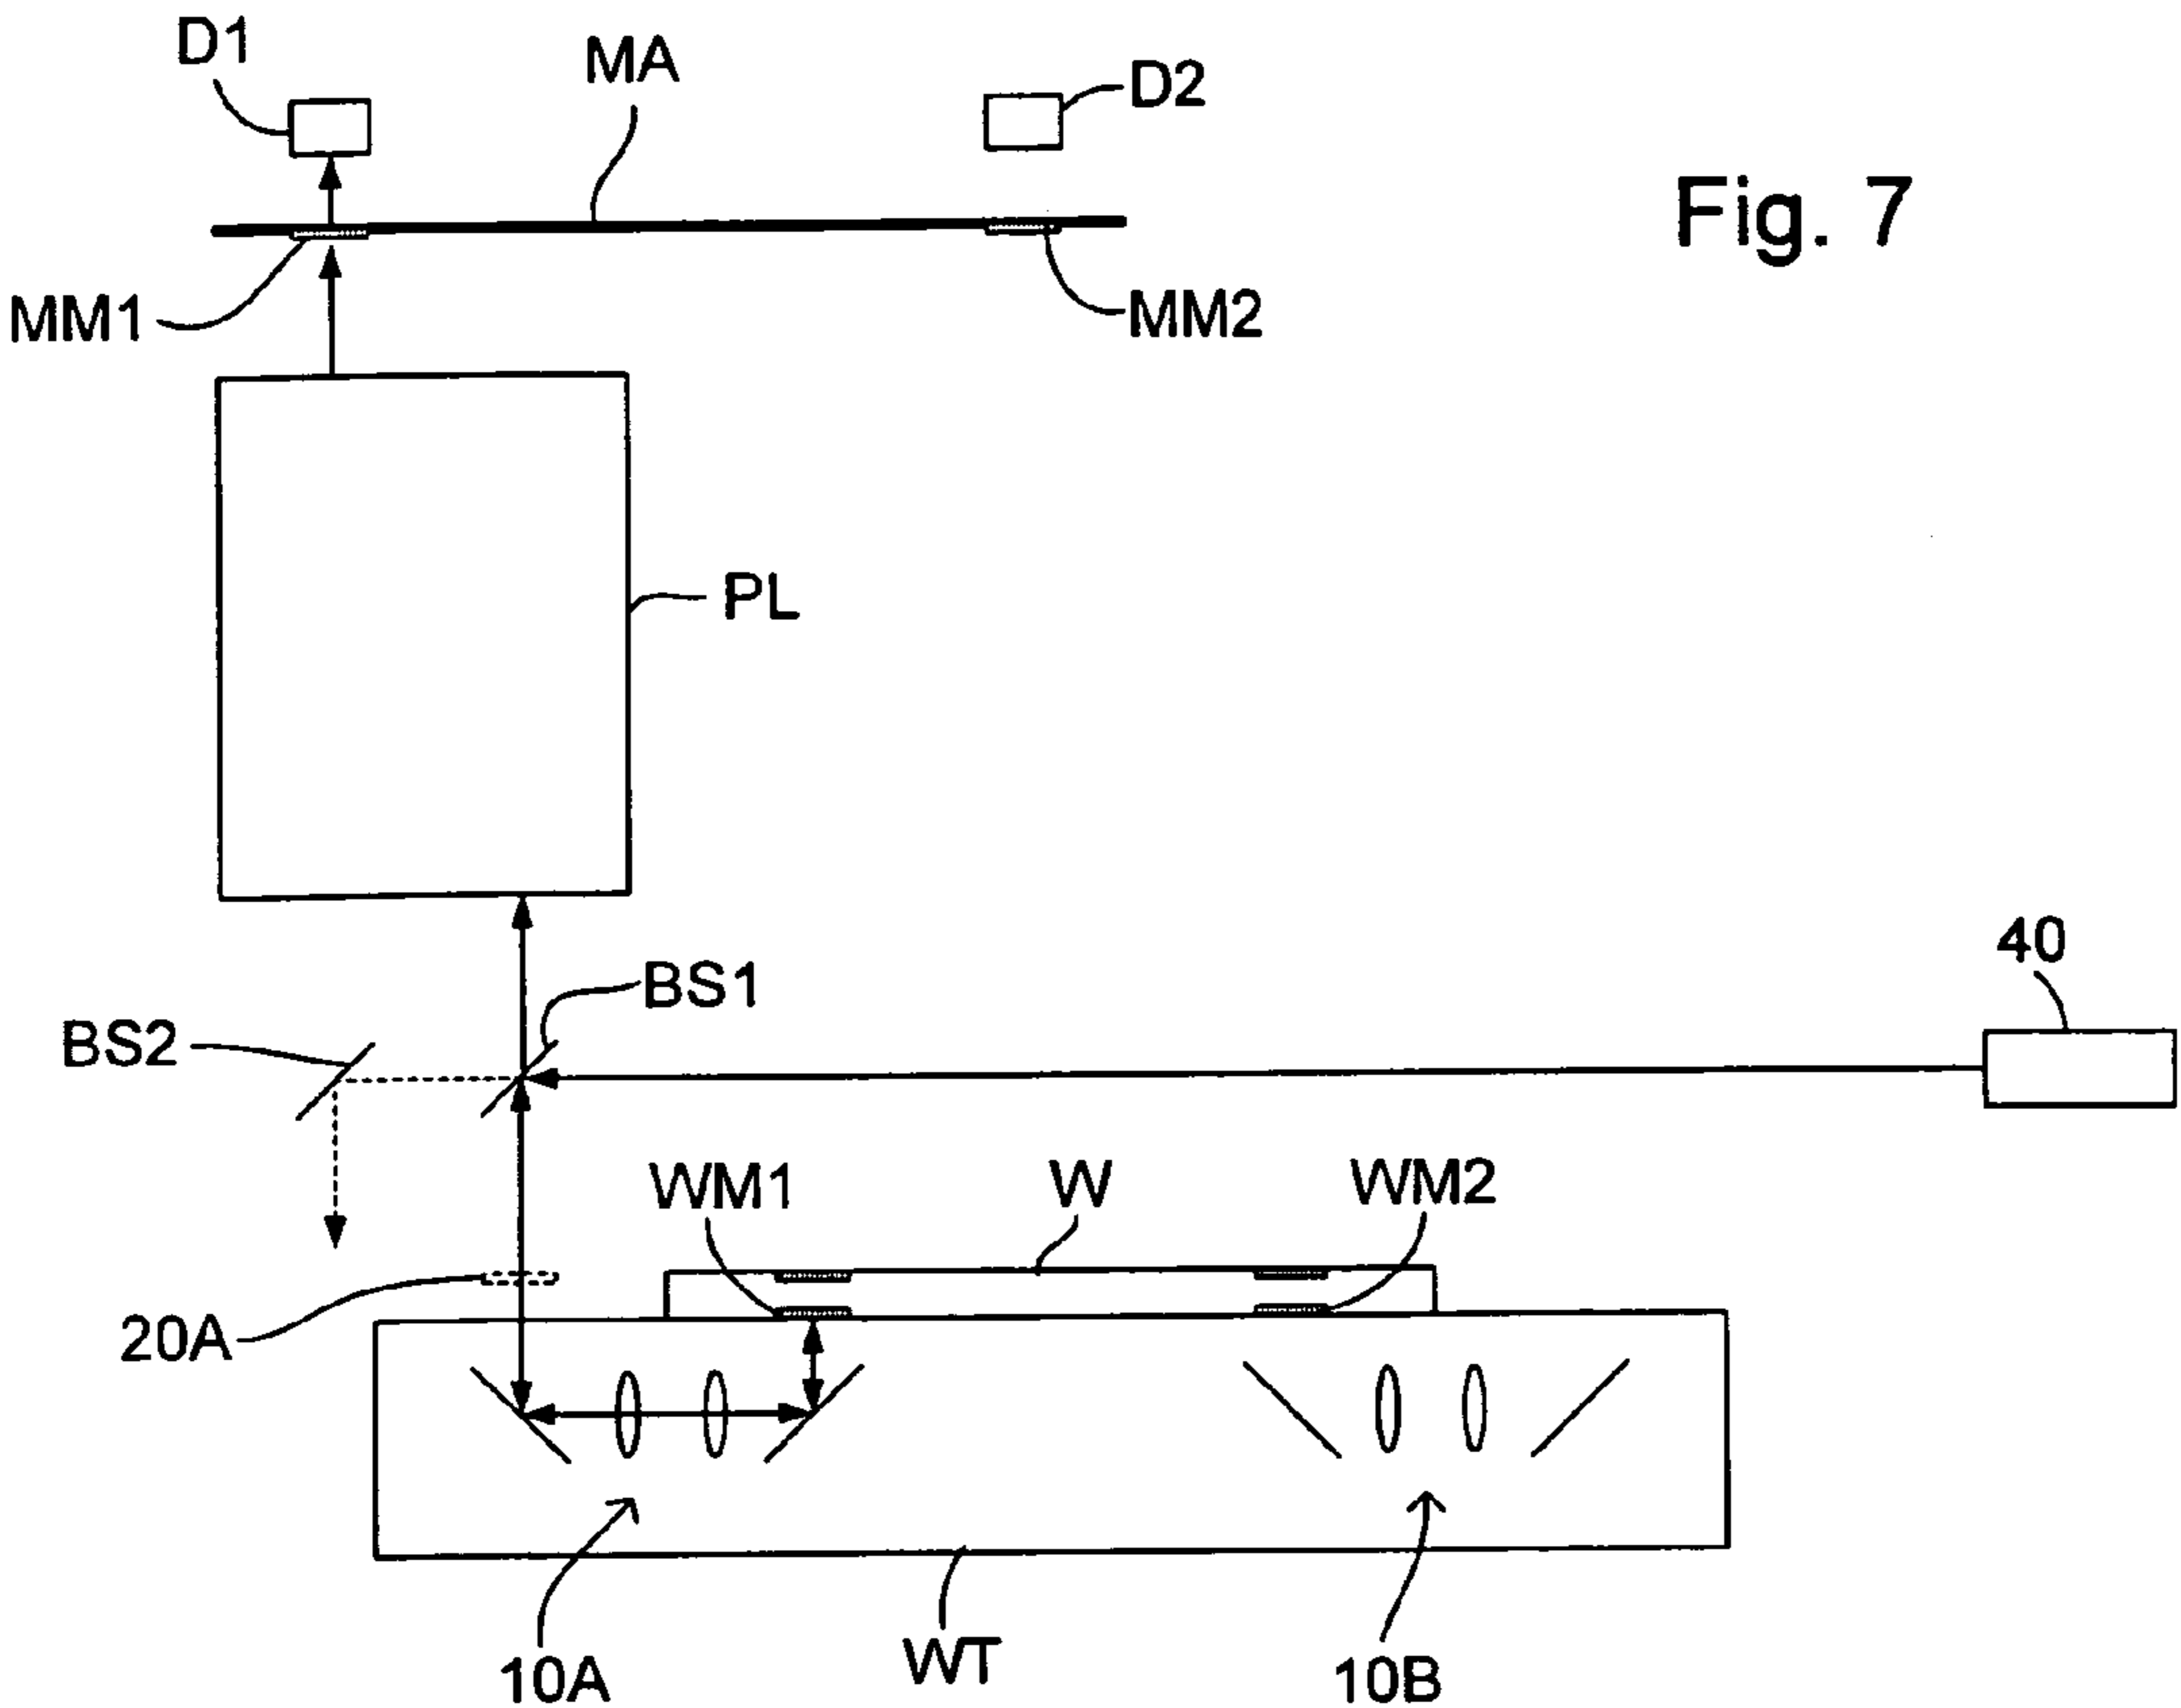 D1
MA
D2
Fig. 7
MM1
MM2
PL
40
BS1
BS2
WM1
W
WM2
20A
10A
WT
10B